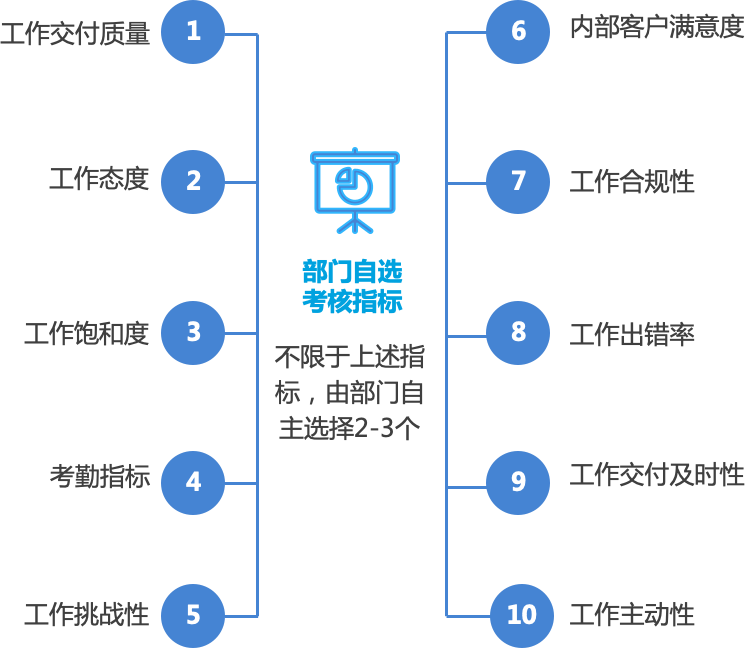 工作交付质量
1
工作态度
2
工作饱和度
3
考勤指标
4
工作挑战性
5
部门自选
考核指标
不限于上述指
标，由部门自
主选择2-3个
6
内部客户满意度
7
工作合规性
8
工作出错率
9
工作交付及时性
10
工作主动性